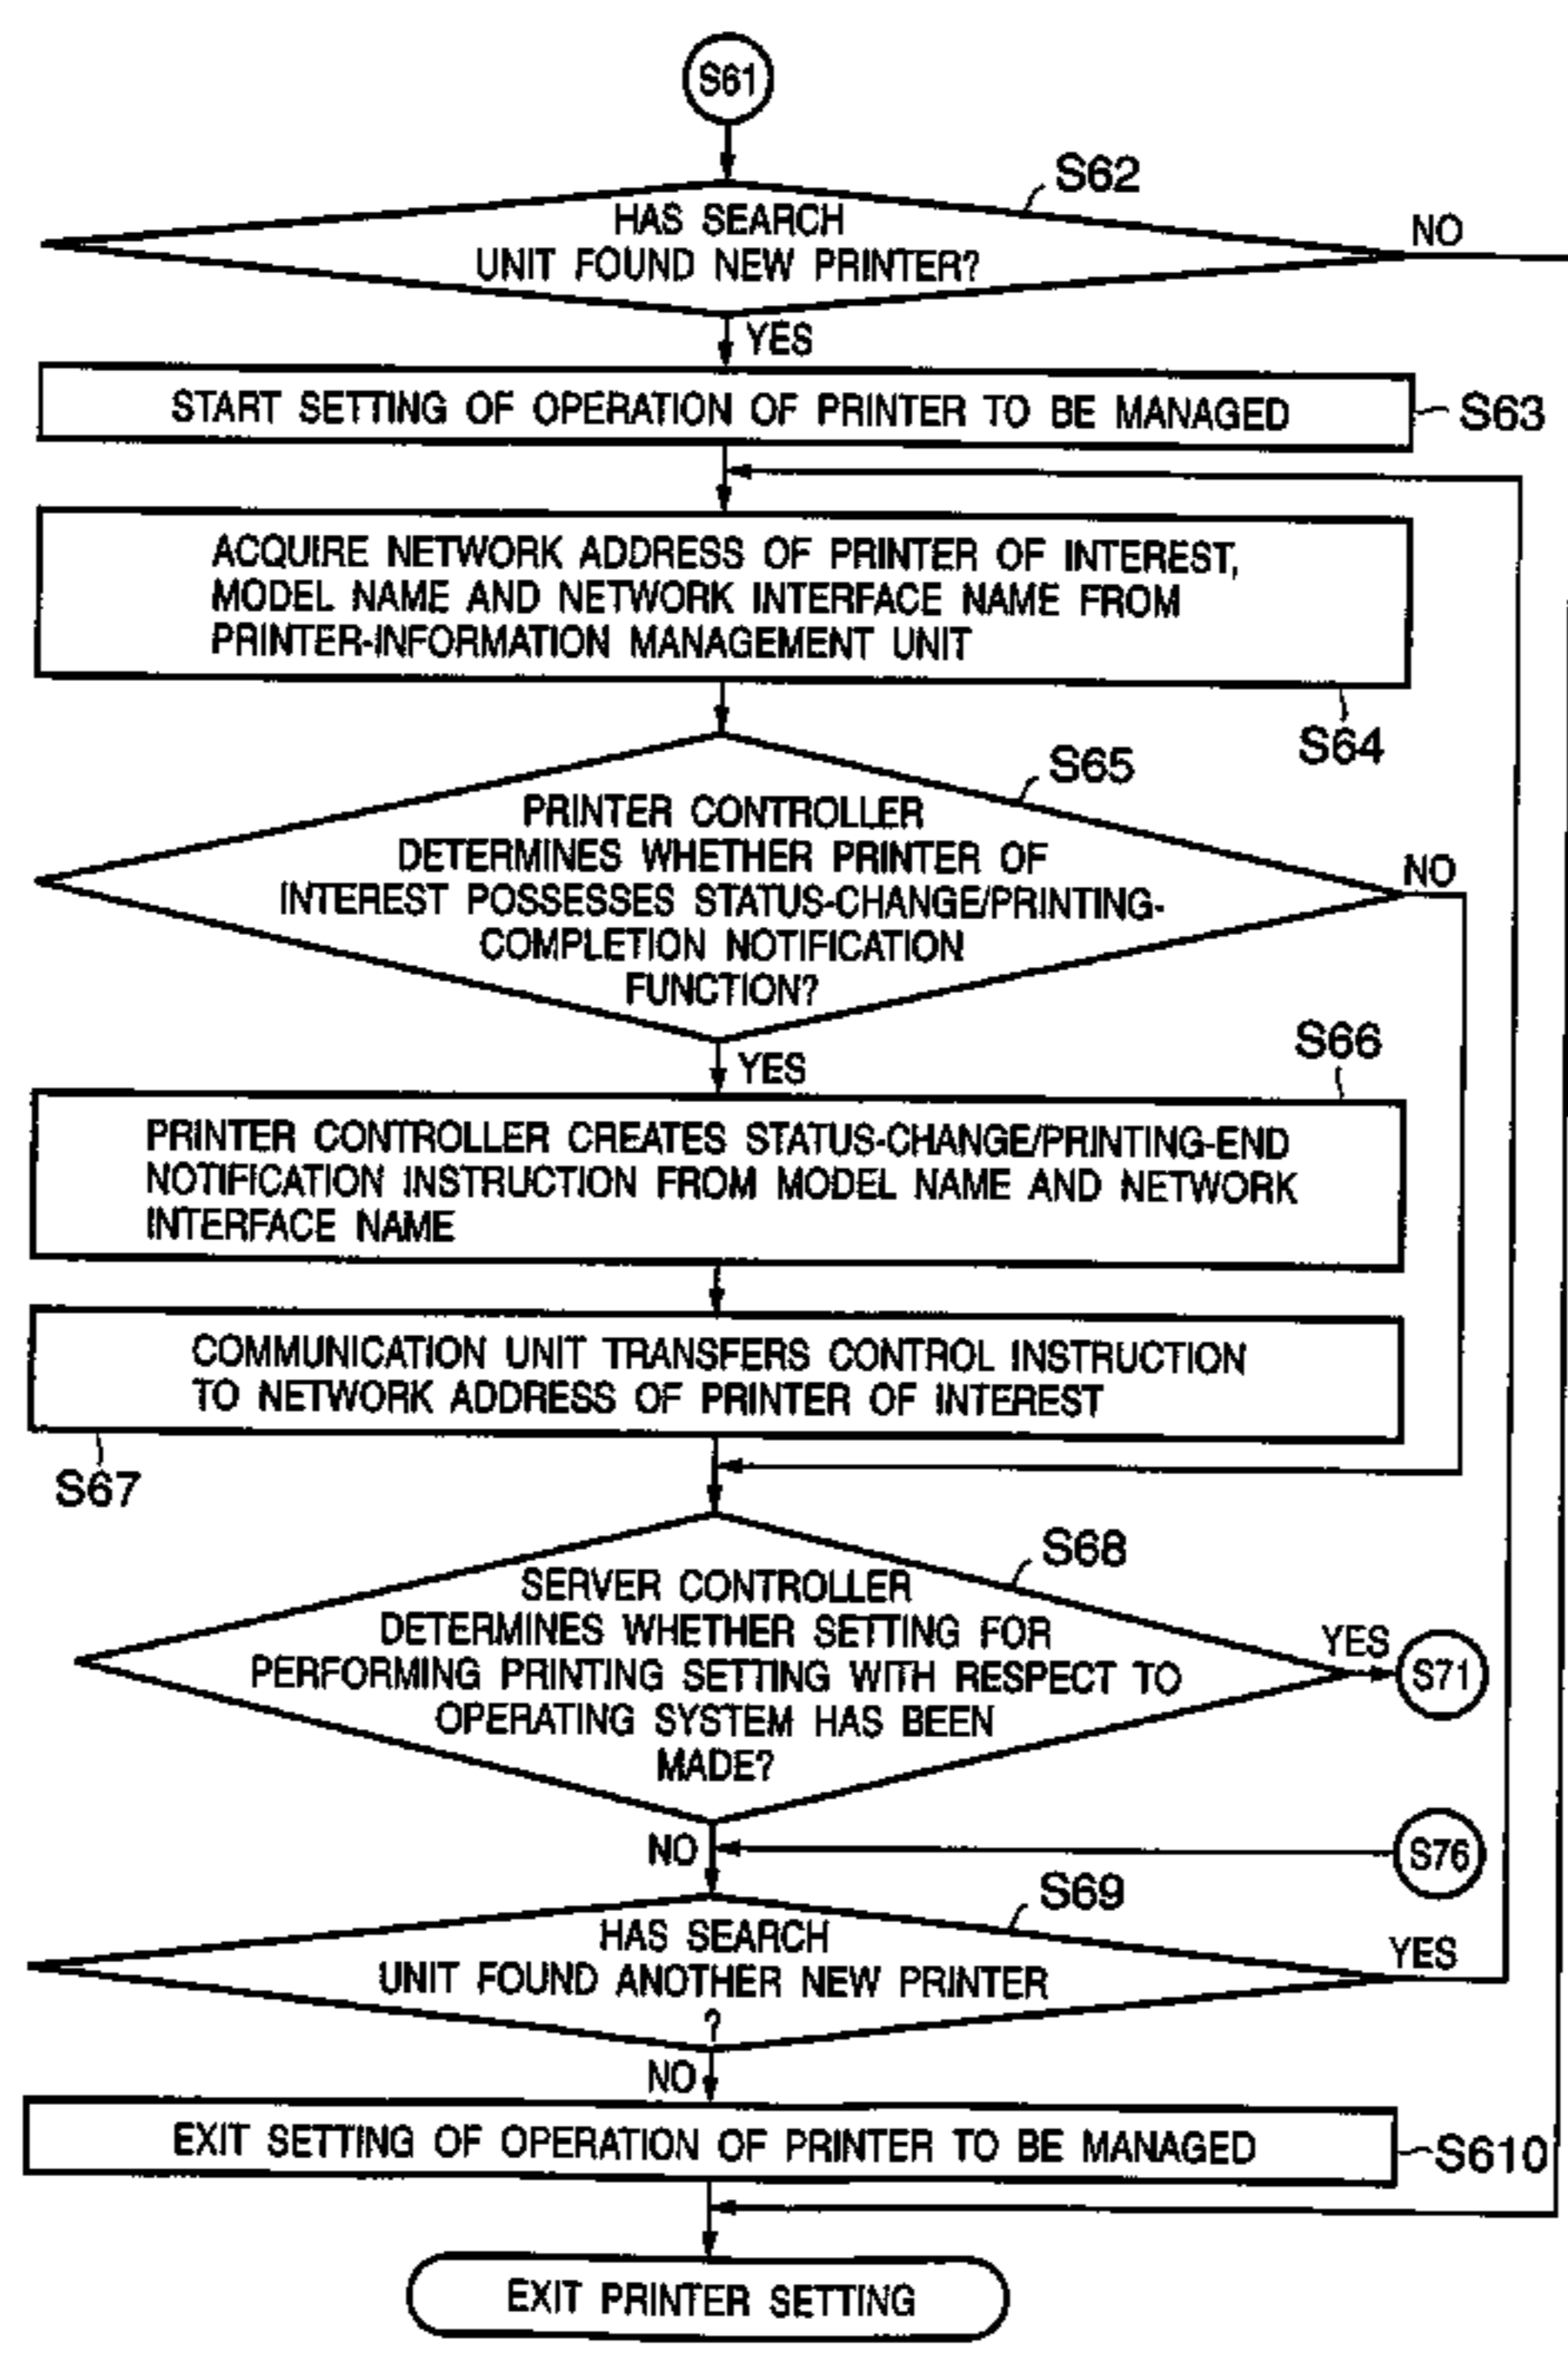 S61
S62
HAS SEARCH
UNIT FOUND NEW PRINTER?
NO
YES
START SETTING OF OPERATION OF PRINTER TO BE MANAGED
S63
ACQUIRE NETWORK ADDRESS OF PRINTER OF INTEREST,
MODEL NAME AND NETWORK INTERFACE NAME FROM
PRINTER-INFORMATION MANAGEMENT UNIT
S64
S65
PRINTER CONTROLLER
DETERMINES WHETHER PRINTER OF
INTEREST POSSESSES STATUS-CHANGE/PRINTING-
COMPLETION NOTIFICATION
FUNCTION?
NO
YES
S66
PRINTER CONTROLLER CREATES STATUS-CHANGE/PRINTING-END
NOTIFICATION INSTRUCTION FROM MODEL NAME AND NETWORK
INTERFACE NAME
COMMUNICATION UNIT TRANSFERS CONTROL INSTRUCTION
TO NETWORK ADDRESS OF PRINTER OF INTEREST
S67
S68
SERVER CONTROLLER
DETERMINES WHETHER SETTING FOR
PERFORMING PRINTING SETTING WITH RESPECT TO
OPERATING SYSTEM HAS BEEN
MADE?
YES
S71
NO
S76
S69
HAS SEARCH
UNIT FOUND ANOTHER NEW PRINTER
?
YES
NO
EXIT SETTING OF OPERATION OF PRINTER TO BE MANAGED
S610
EXIT PRINTER SETTING